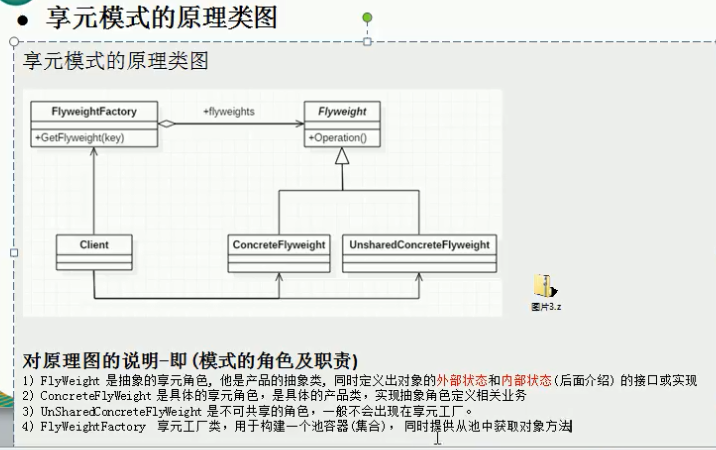 ● 享元模式的原理类图
享元模式的原理类图
FlyweightFactory
+GetFlyweight(key)
+flyweights
Flyweight
+Operation()
Client
ConcreteFlyweight
UnsharedConcreteFlyweight
图片3.z
对原理图的说明-即(模式的角色及职责)
1) FlyWeight 是抽象的享元角色, 他是产品的抽象类, 同时定义出对象的外部状态和内部状态(后面介绍) 的接口或实现
2) ConcreteFlyWeight 是具体的享元角色，是具体的产品类，实现抽象角色定义相关业务
3) UnSharedConcreteFlyWeight 是不可共享的角色，一般不会出现在享元工厂。
4) FlyWeightFactory 享元工厂类，用于构建一个池容器(集合)， 同时提供从池中获取对象方法